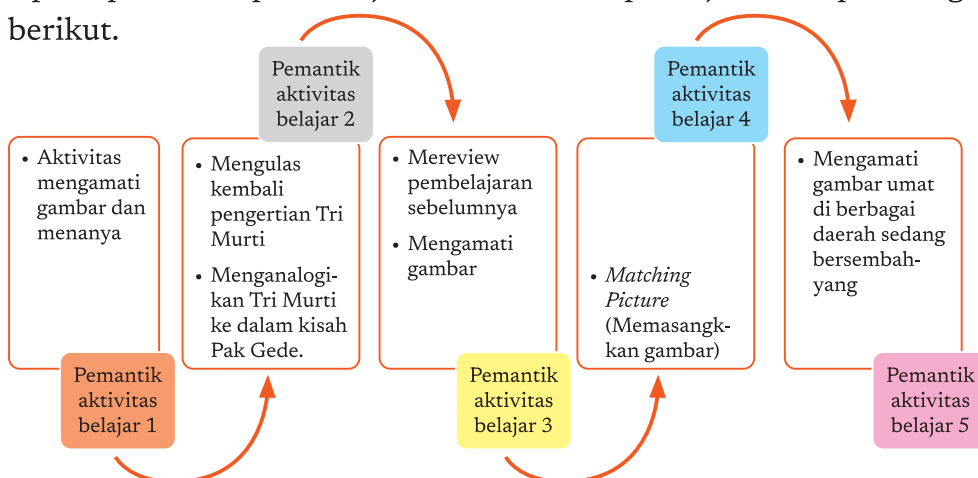 berikut.
• Aktivitas
mengamati
gambar dan
menanya
Pemantik
aktivitas
belajar 1
Pemantik
aktivitas
belajar 2
• Mengulas
kembali
pengertian Tri
Murti
• Menganalogi-
kan Tri Murti
ke dalam kisah
Pak Gede.
• Mereview
pembelajaran
sebelumnya
• Mengamati
gambar
Pemantik
aktivitas
belajar 3
Pemantik
aktivitas
belajar 4
• Matching
Picture
(Memasangk-
kan gambar)
• Mengamati
gambar umat
di berbagai
daerah sedang
bersembah-
yang
Pemantik
aktivitas
belajar 5